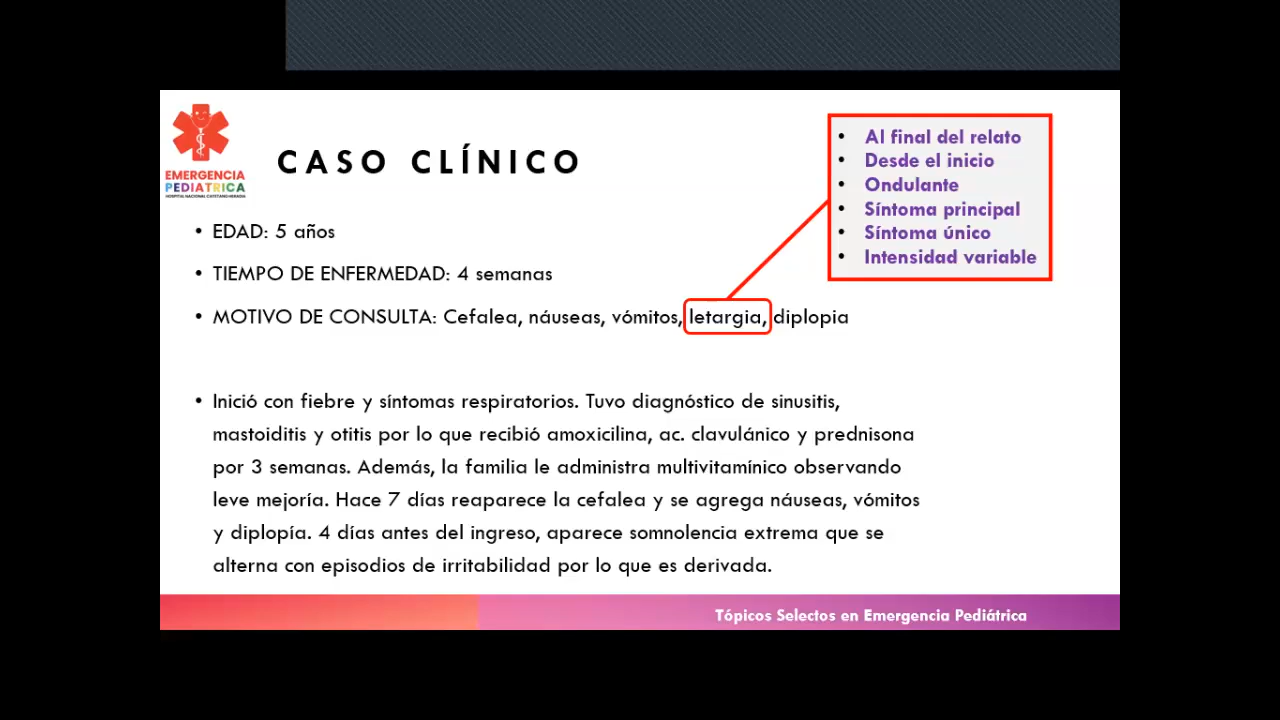 EMERGENCIA
PEDIATRICA
HOSPITAL NACIONAL CAYETANO HEREDIA
CASO CLÍNICO
• Al final del relato
• Desde el inicio
• Ondulante
• Síntoma principal
• Síntoma único
• Intensidad variable
• EDAD: 5 años
• TIEMPO DE ENFERMEDAD: 4 semanas
• MOTIVO DE CONSULTA: Cefalea, náuseas, vómitos, letargia, diplopia
• Inició con fiebre y síntomas respiratorios. Tuvo diagnóstico de sinusitis,
mastoiditis y otitis por lo que recibió amoxicilina, ac. clavulánico y prednisona
por 3 semanas. Además, la familia le administra multivitamínico observando
leve mejoría. Hace 7 días reaparece la cefalea y se agrega náuseas, vómitos
y diplopía. 4 días antes del ingreso, aparece somnolencia extrema que se
alterna con episodios de irritabilidad por lo que es derivada.
Tópicos Selectos en Emergencia Pediátrica